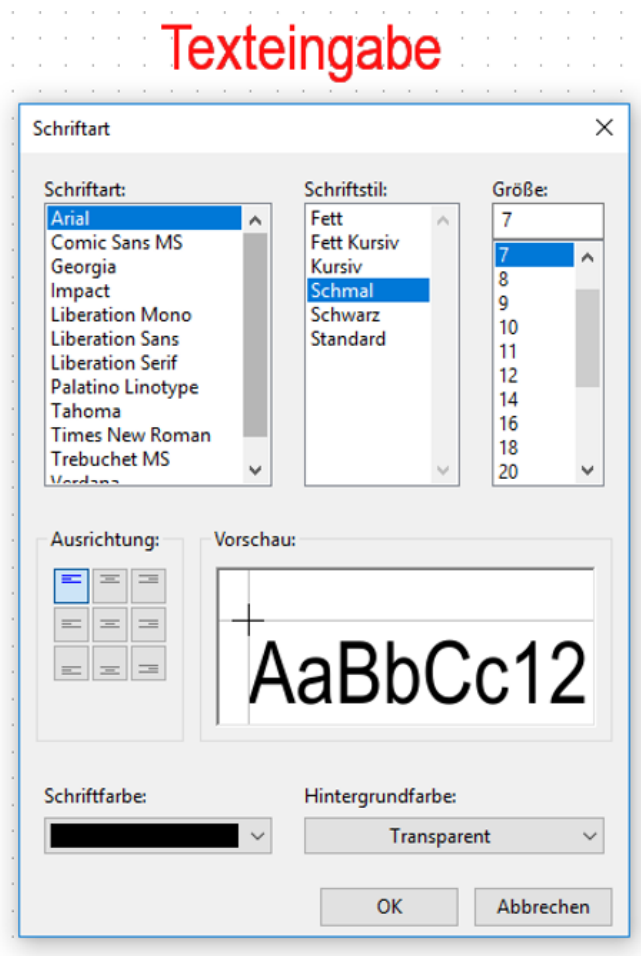 Texteingabe
Schriftart
Schriftart:
Arial
Comic Sans MS
Georgia
Impact
Liberation Mono
Liberation Sans
Liberation Serif
Palatino Linotype
Tahoma
Times New Roman
Trebuchet MS
Verdana
Schriftstil:
Fett
Fett Kursiv
Kursiv
Schmal
Schwarz
Standard
Größe:
7
7
8
9
10
11
12
14
16
18
20
Ausrichtung:
Vorschau:
AaBbCc12
Schriftfarbe:
Hintergrundfarbe:
Transparent
OK
Abbrechen